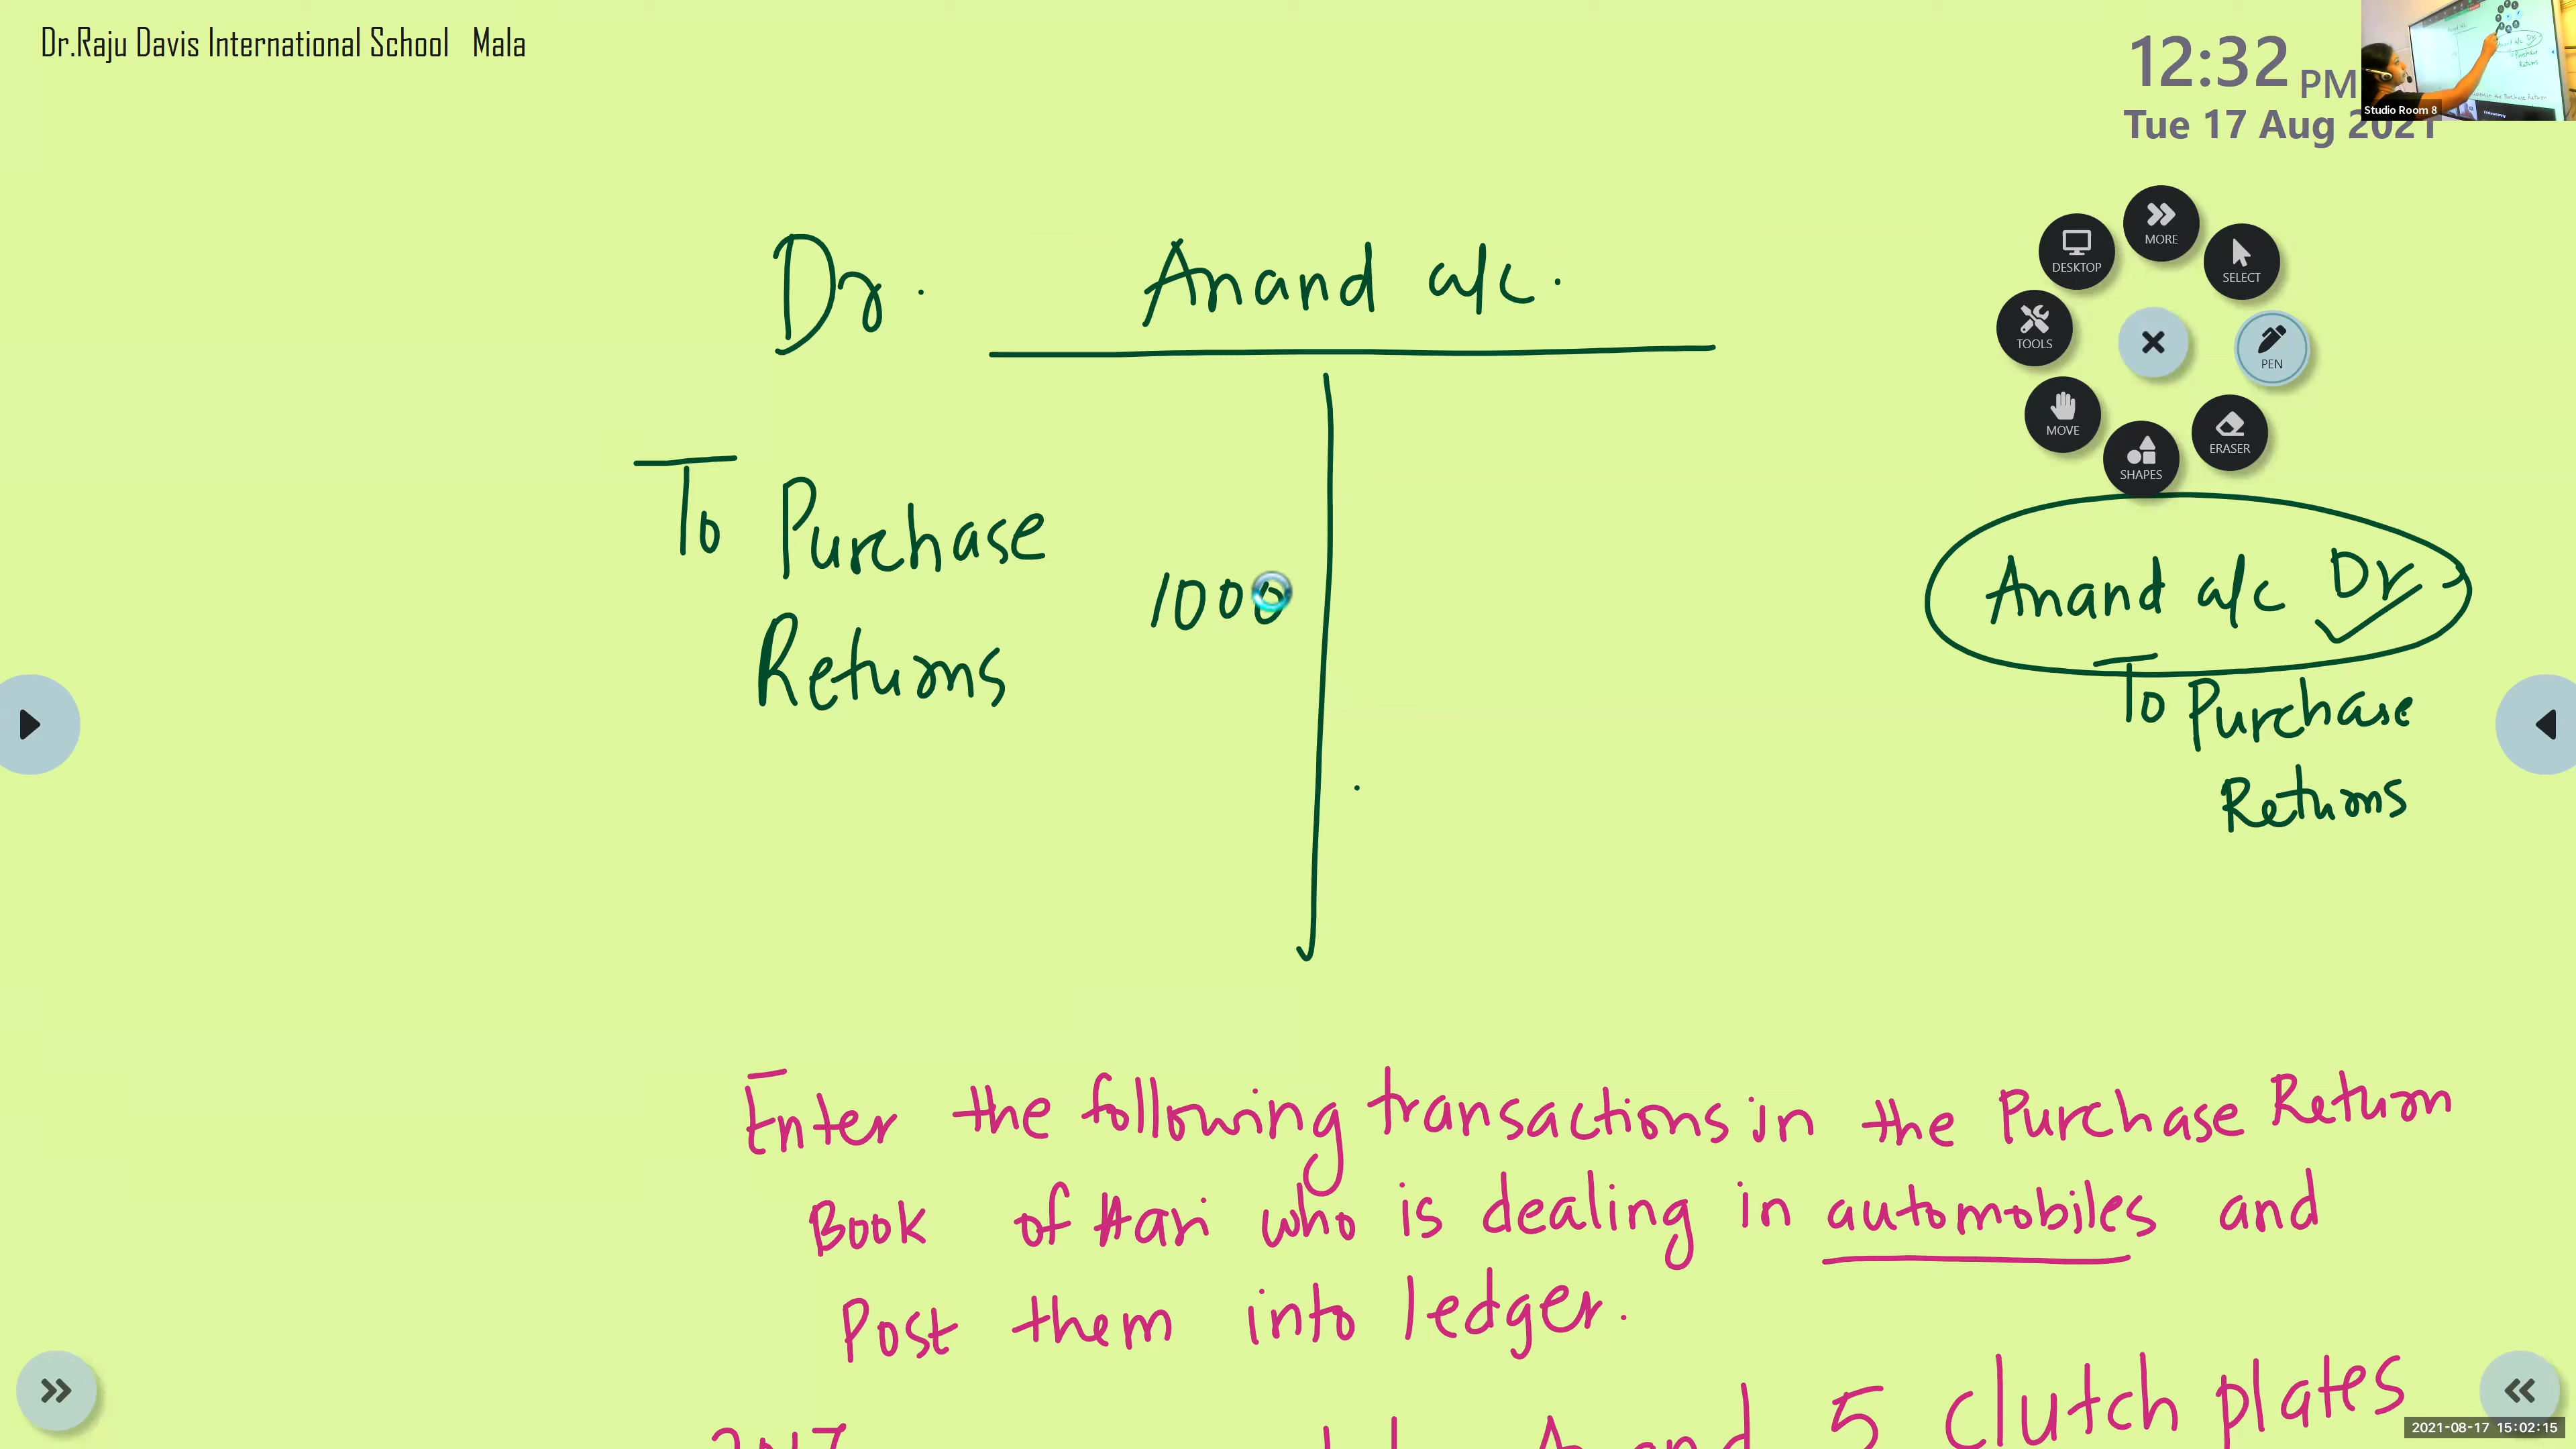 Dr.Raju Davis International School Mala
12:32 PM
Tue 17 Aug 2021
Studio Room 8
MORE
DESKTOP
SELECT
TOOLS
PEN
MOVE
ERASER
SHAPES
Dr. Anand a/c.
To Purchase
Returns
1000
Anand a/c Dr
To Purchase
Returns
Enter the following transactions in the Purchase Return
Book of Hari who is dealing in automobiles and
Post them into ledger.
5 clutch plates
2021-08-17 15:02:15